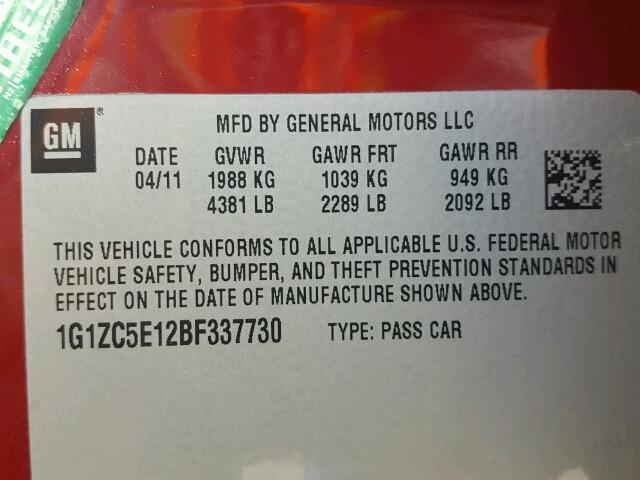 GM ®
MFD BY GENERAL MOTORS LLC
DATE GVWR GAWR FRT GAWR RR
04/11 1988 KG 1039 KG 949 KG
4381 LB 2289 LB 2092 LB
THIS VEHICLE CONFORMS TO ALL APPLICABLE U.S. FEDERAL MOTOR
VEHICLE SAFETY, BUMPER, AND THEFT PREVENTION STANDARDS IN
EFFECT ON THE DATE OF MANUFACTURE SHOWN ABOVE.
1G1ZC5E12BF337730 TYPE: PASS CAR